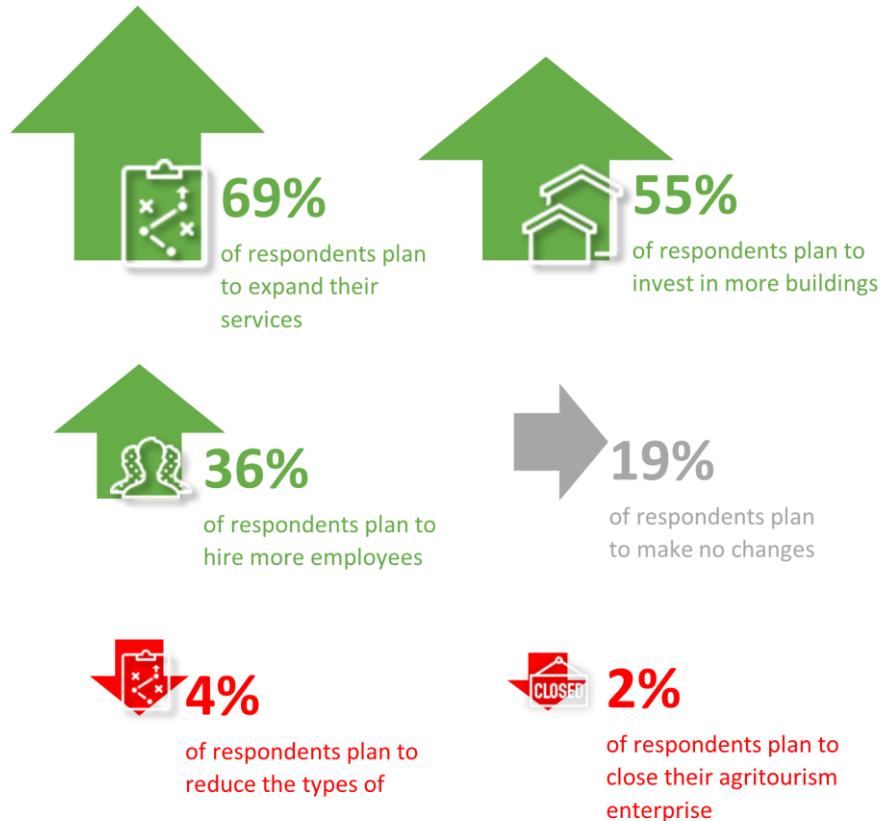 69%
of respondents plan
to expand their
services
55%
of respondents plan to
invest in more buildings
36%
of respondents plan to
hire more employees
19%
of respondents plan
to make no changes
4%
of respondents plan to
reduce the types of
CLOSED
2%
of respondents plan to
close their agritourism
enterprise